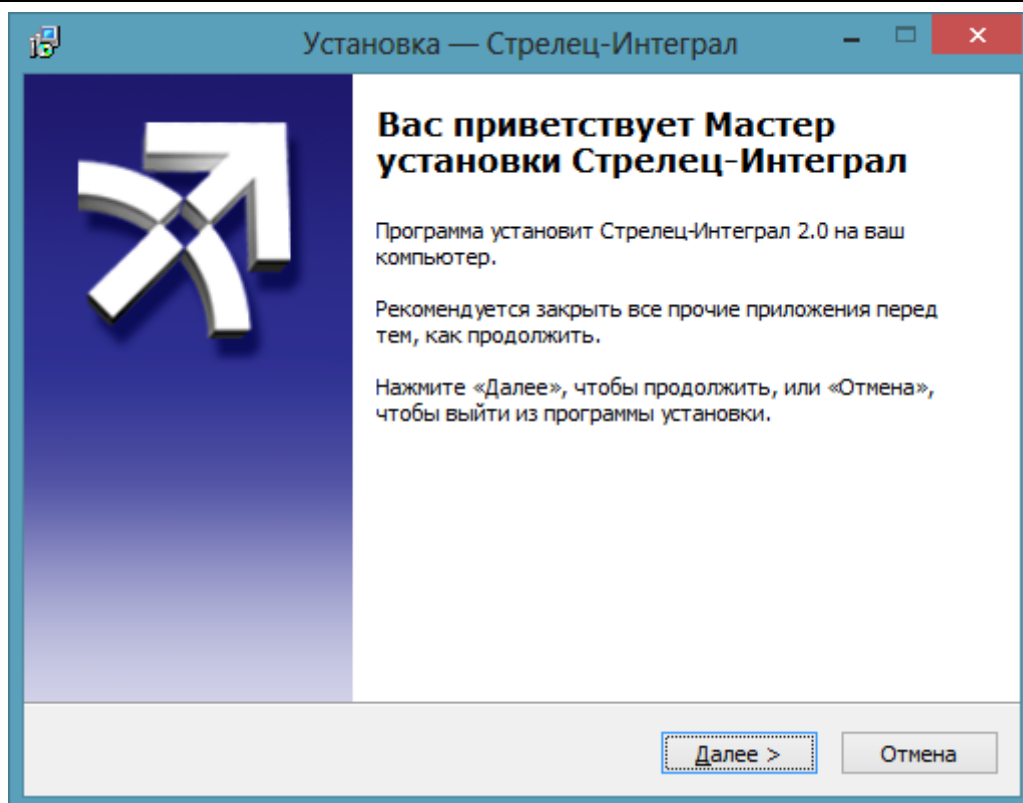 Установка — Стрелец-Интеграл
Вас приветствует Мастер
установки Стрелец-Интеграл
Программа установит Стрелец-Интеграл 2.0 на ваш
компьютер.
Рекомендуется закрыть все прочие приложения перед
тем, как продолжить.
Нажмите «Далее», чтобы продолжить, или «Отмена»,
чтобы выйти из программы установки.
Далее >
Отмена